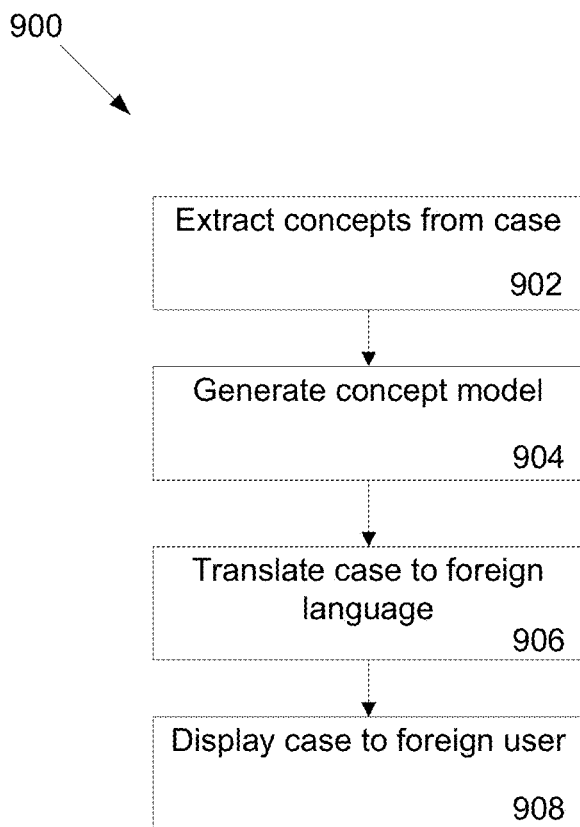 900
Extract concepts from case
902
Generate concept model
904
Translate case to foreign
language
906
Display case to foreign user
908